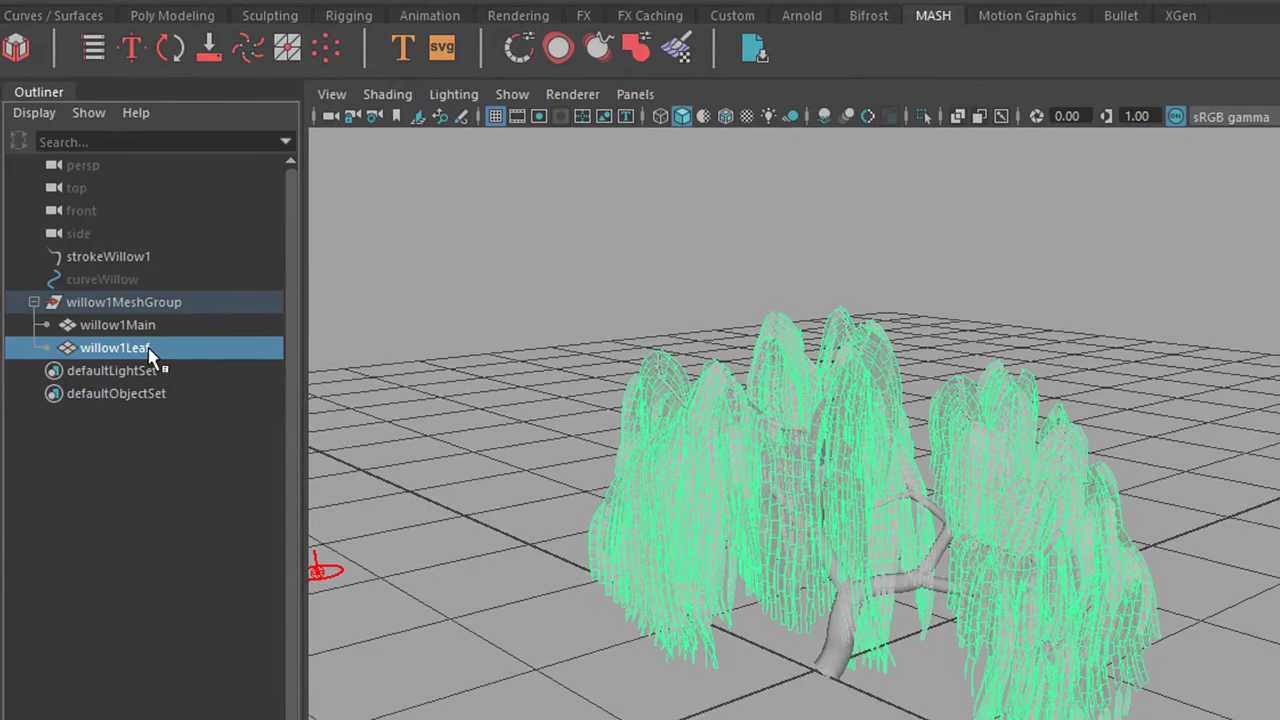 Curves / Surfaces Poly Modeling Sculpting Rigging Animation Rendering FX FX Caching Custom Arnold Bifrost MASH Motion Graphics Bullet XGen
T T svg
Outliner
Display Show Help
View Shading Lighting Show Renderer Panels
0.00 1.00 ON sRGB gamma
Search...
persp
top
front
side
strokeWillow1
curveWillow
willow1MeshGroup
willow1Main
willow1Leaf
defaultLightSet
defaultObjectSet